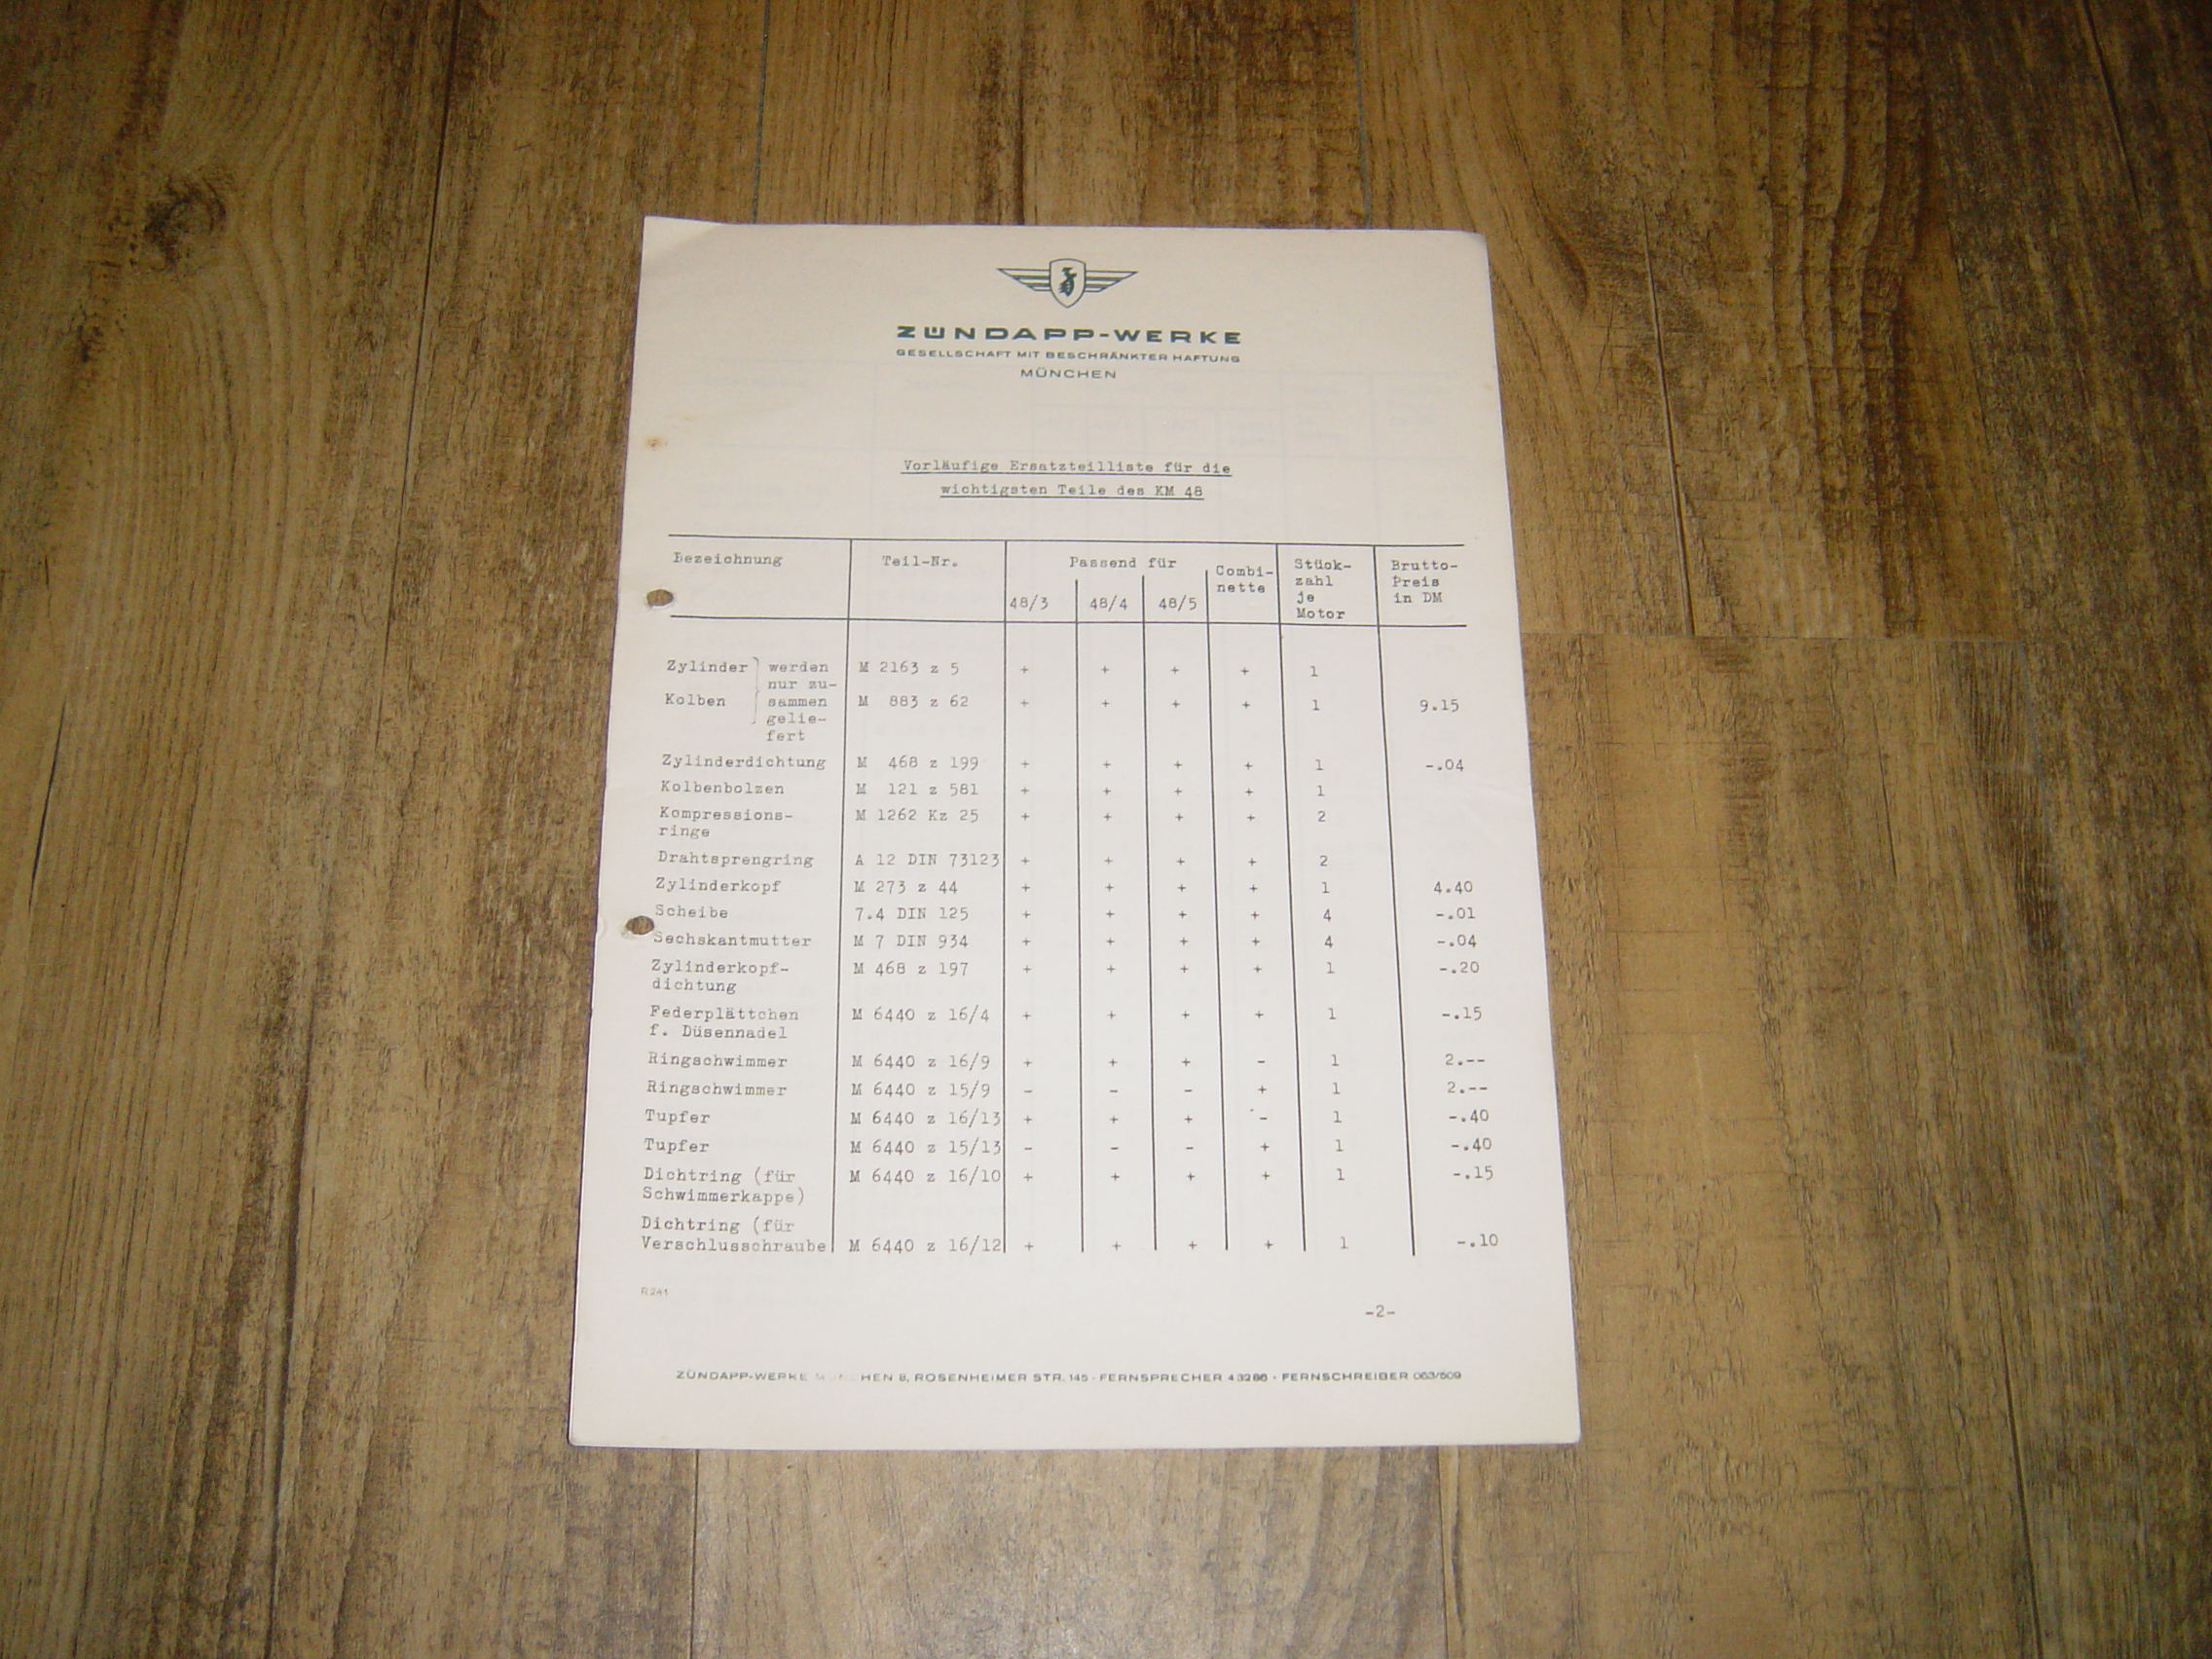 ZÜNDAPP-WERKE
GESELLSCHAFT MIT BESCHRÄNKTER HAFTUNG
MÜNCHEN
Vorläufige Ersatzteilliste für die
wichtigsten Teile des KM 48
Bezeichnung Teil-Nr. Passend für Combi-nette Stück-zahl je Motor Brutto-Preis in DM
48/3 48/4 48/5
Zylinder werden M 2163 z 5 + + + + 1
nur zu-
Kolben sammen M 883 z 62 + + + + 1 9.15
gelie-
fert
Zylinderdichtung M 468 z 199 + + + + 1 -.04
Kolbenbolzen M 121 z 581 + + + + 1
Kompressions- M 1262 Kz 25 + + + + 2
ringe
Drahtsprengring A 12 DIN 73123 + + + + 2
Zylinderkopf M 273 z 44 + + + + 1 4.40
Scheibe 7.4 DIN 125 + + + + 4 -.01
Sechskantmutter M 7 DIN 934 + + + + 4 -.04
Zylinderkopf- M 468 z 197 + + + + 1 -.20
dichtung
Federplättchen M 6440 z 16/4 + + + + 1 -.15
f. Düsennadel
Ringschwimmer M 6440 z 16/9 + + + - 1 2.--
Ringschwimmer M 6440 z 15/9 - - - + 1 2.--
Tupfer M 6440 z 16/13 + + + - 1 -.40
Tupfer M 6440 z 15/13 - - - + 1 -.40
Dichtring (für M 6440 z 16/10 + + + + 1 -.15
Schwimmerkappe)
Dichtring (für
Verschlusschraube M 6440 z 16/12 + + + + 1 -.10
R 241
-2-
ZÜNDAPP-WERKE MÜNCHEN 8, ROSENHEIMER STR. 145 · FERNSPRECHER 43286 · FERNSCHREIBER 063/509